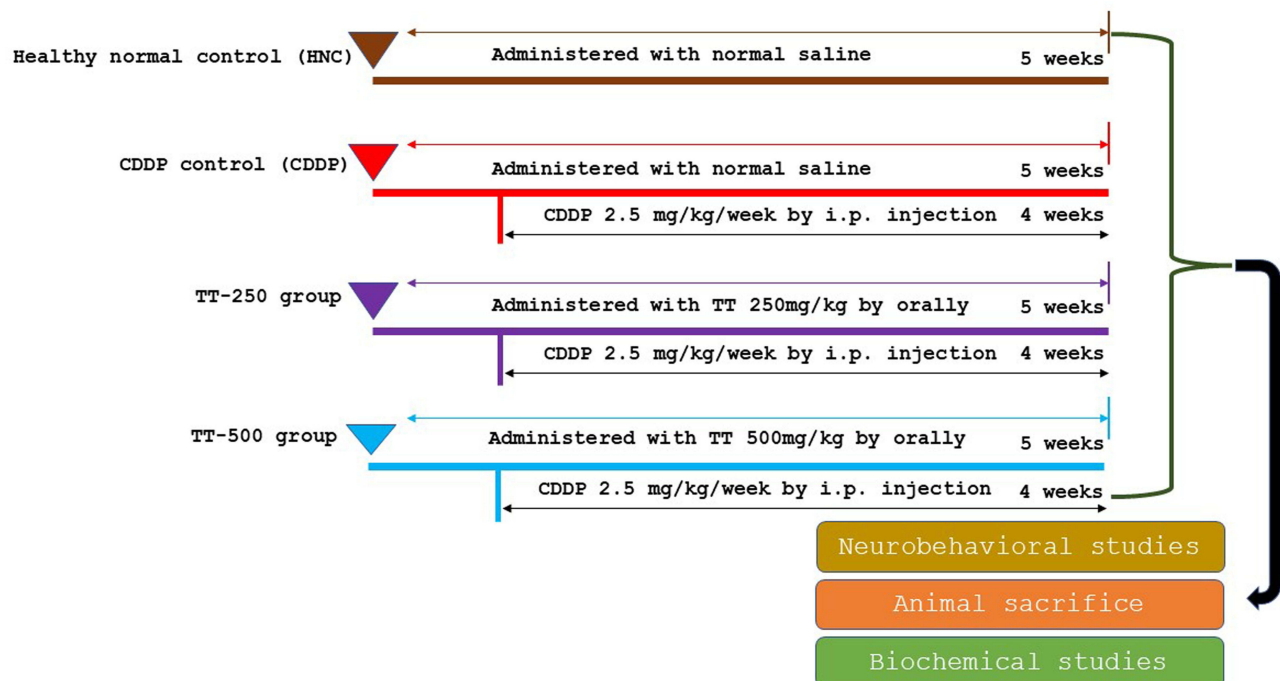 Healthy normal control (HNC)
Administered with normal saline
5 weeks
CDDP control (CDDP)
Administered with normal saline
5 weeks
CDDP 2.5 mg/kg/week by i.p. injection
4 weeks
TT-250 group
Administered with TT 250mg/kg by orally
5 weeks
CDDP 2.5 mg/kg/week by i.p. injection
4 weeks
TT-500 group
Administered with TT 500mg/kg by orally
5 weeks
CDDP 2.5 mg/kg/week by i.p. injection
4 weeks
Neurobehavioral studies
Animal sacrifice
Biochemical studies